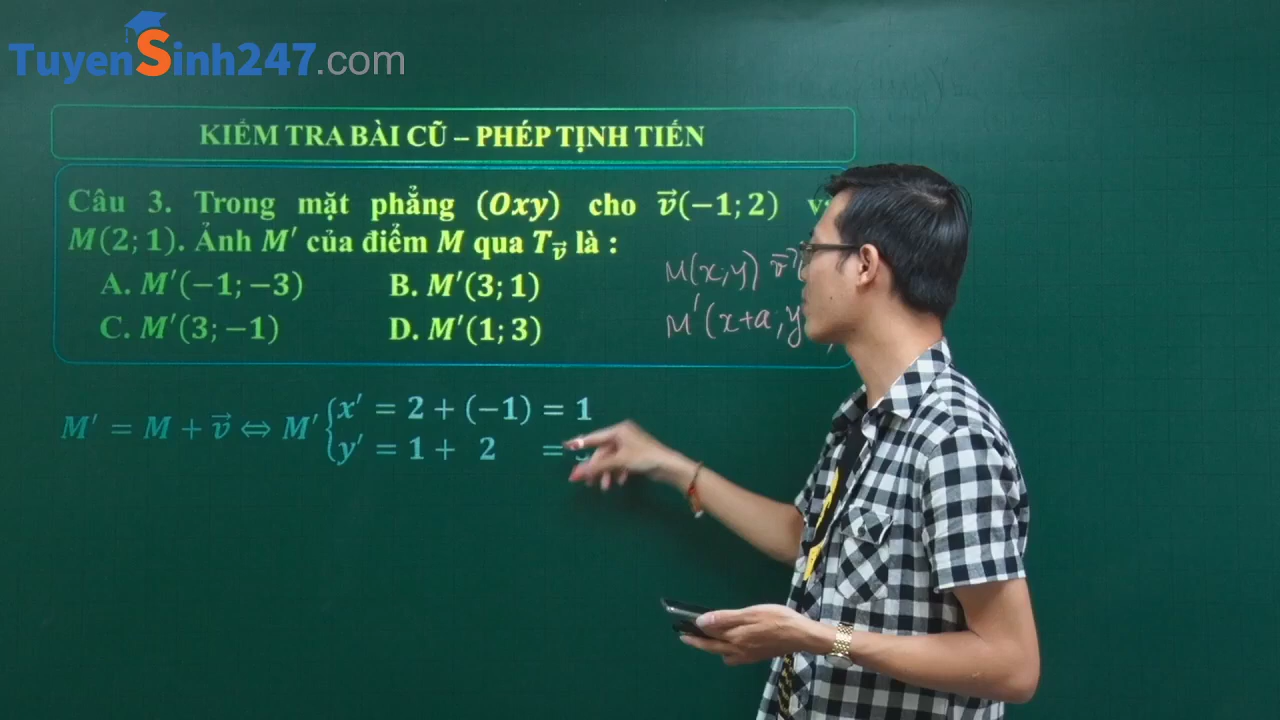 TuyenSinh247.com
KIỂM TRA BÀI CŨ – PHÉP TỊNH TIẾN
Câu 3. Trong mặt phẳng (Oxy) cho v⃗(−1; 2)
M(2; 1). Ảnh M′ của điểm M qua T_v⃗ là :
A. M′(−1; −3) B. M′(3; 1)
C. M′(3; −1) D. M′(1; 3)
M(x,y) v⃗
M′(x+a, y
M′ = M + v⃗ ⇔ M′ { x′ = 2 + (−1) = 1
y′ = 1 + 2 =